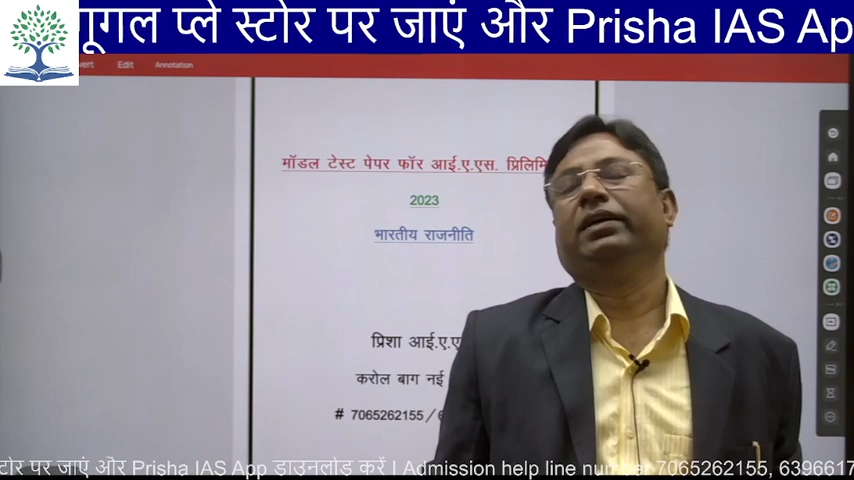 गूगल प्ले स्टोर पर जाएं और Prisha IAS Ap
Edit Annotation
मॉडल टेस्ट पेपर फॉर आई.ए.एस.
2023
भारतीय राजनीति
प्रिशा आई.ए.ए
करोल बाग नई
# 7065262155/6
स्टोर पर जाएं और Prisha IAS App डाउनलोड करें I Admission help line number 7065262155, 6396617